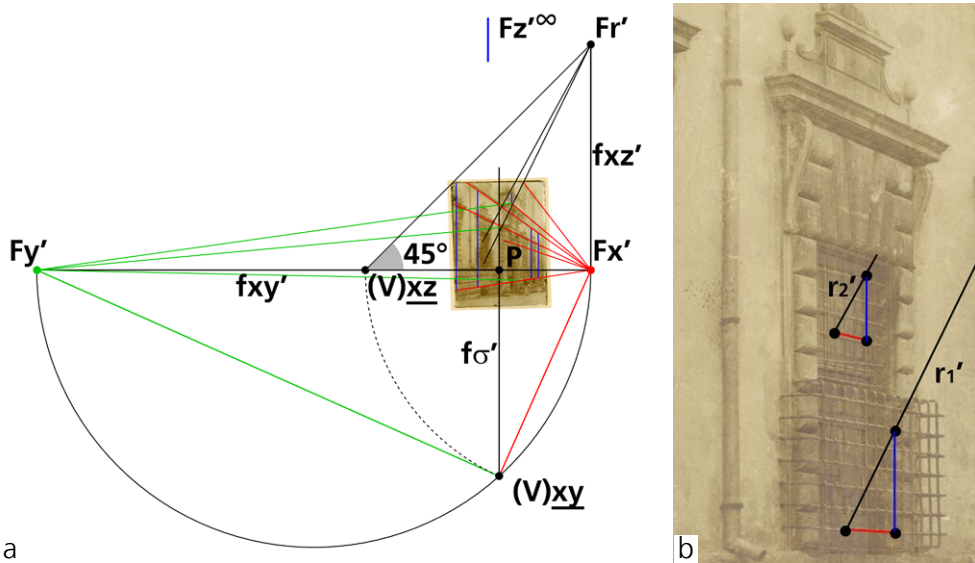 Fz'∞
Fr'
fxz'
Fy'
45°
P
Fx'
fxy'
(V)xz
fσ'
(V)xy
a
r2'
r1'
b